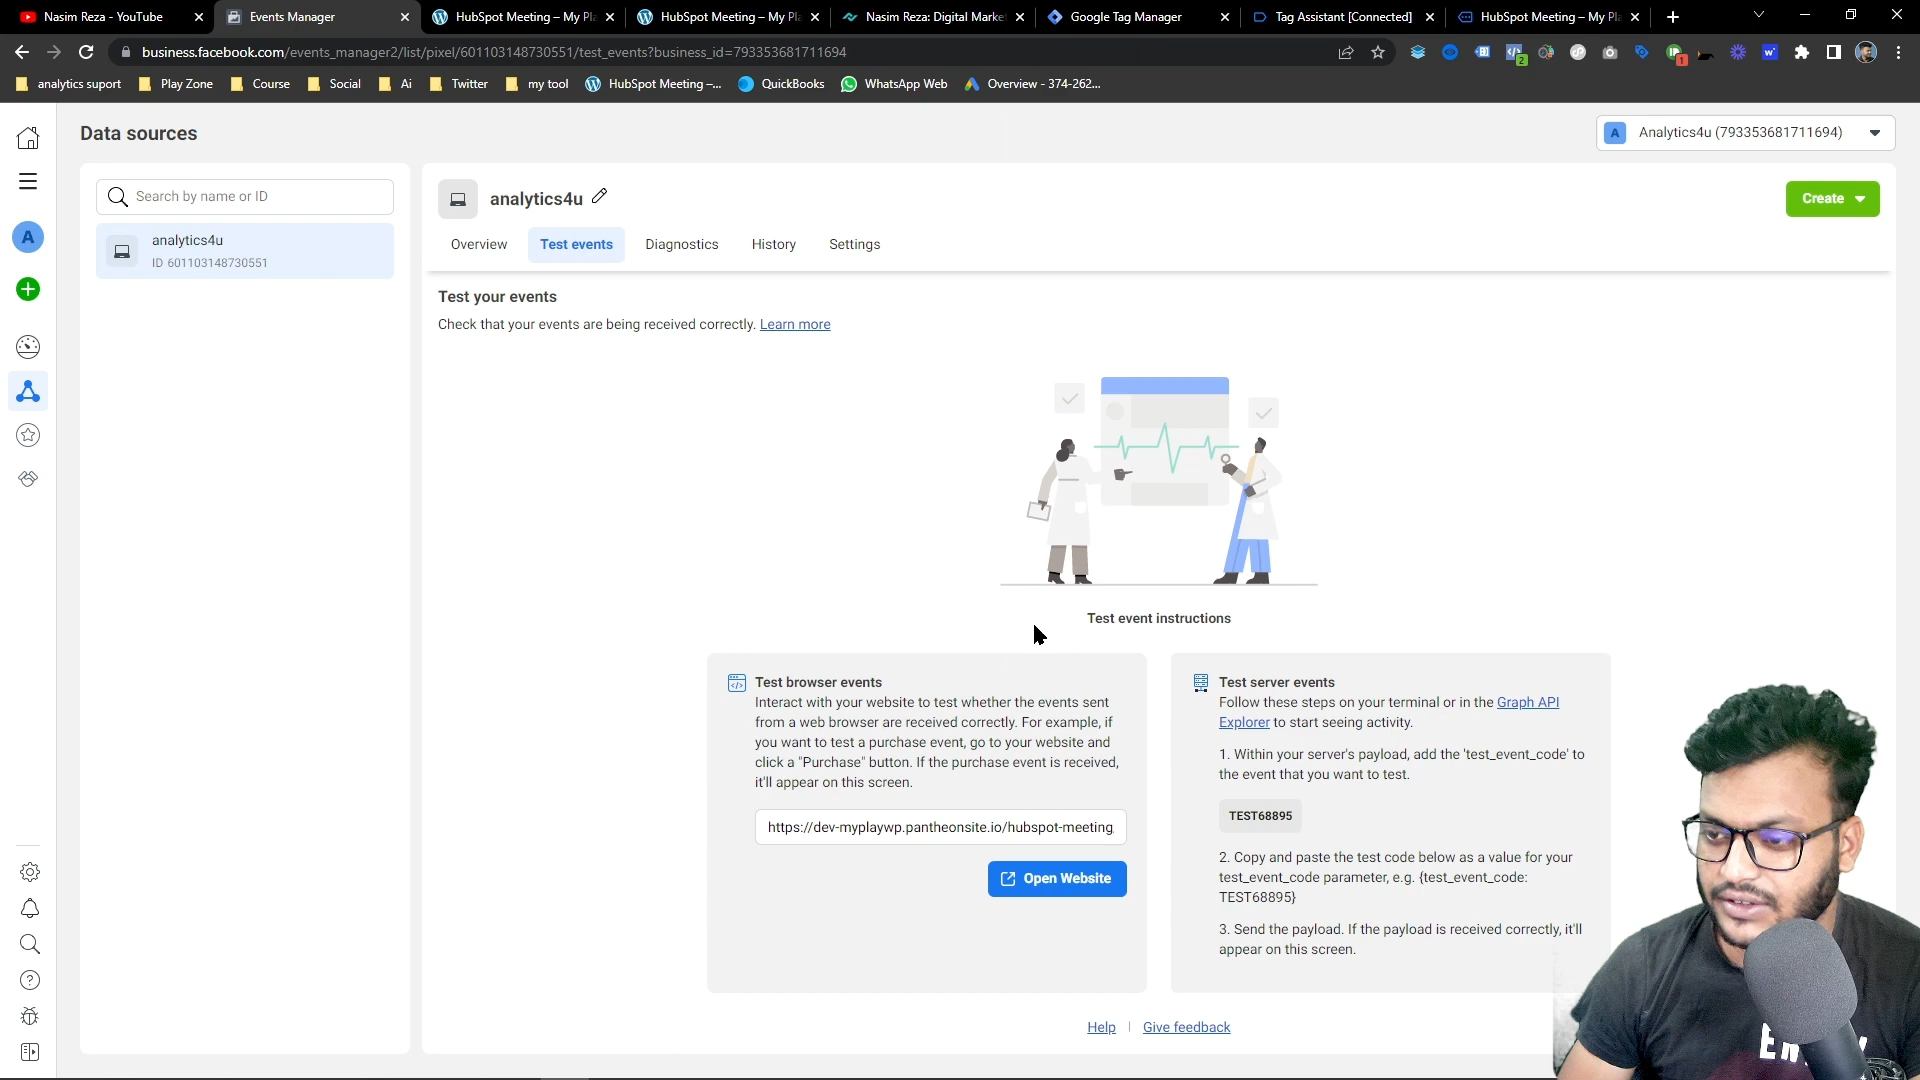 Nasim Reza - YouTube
Events Manager
HubSpot Meeting – My Pla
HubSpot Meeting – My Pla
Nasim Reza: Digital Marke
Google Tag Manager
Tag Assistant [Connected]
HubSpot Meeting – My Pla
business.facebook.com/events_manager2/list/pixel/601103148730551/test_events?business_id=793353681711694
2
1
analytics suport
Play Zone
Course
Social
Ai
Twitter
my tool
HubSpot Meeting –...
QuickBooks
WhatsApp Web
Overview - 374-262...
Data sources
A
Analytics4u (793353681711694)
Search by name or ID
analytics4u
ID 601103148730551
A
analytics4u
Create
Overview
Test events
Diagnostics
History
Settings
Test your events
Check that your events are being received correctly. Learn more
Test event instructions
Test browser events
Interact with your website to test whether the events sent
from a web browser are received correctly. For example, if
you want to test a purchase event, go to your website and
click a "Purchase" button. If the purchase event is received,
it'll appear on this screen.
https://dev-myplaywp.pantheonsite.io/hubspot-meeting
Open Website
Test server events
Follow these steps on your terminal or in the Graph API
Explorer to start seeing activity.
1. Within your server's payload, add the 'test_event_code' to
the event that you want to test.
TEST68895
2. Copy and paste the test code below as a value for your
test_event_code parameter, e.g. {test_event_code:
TEST68895}
3. Send the payload. If the payload is received correctly, it'll
appear on this screen.
Help
Give feedback